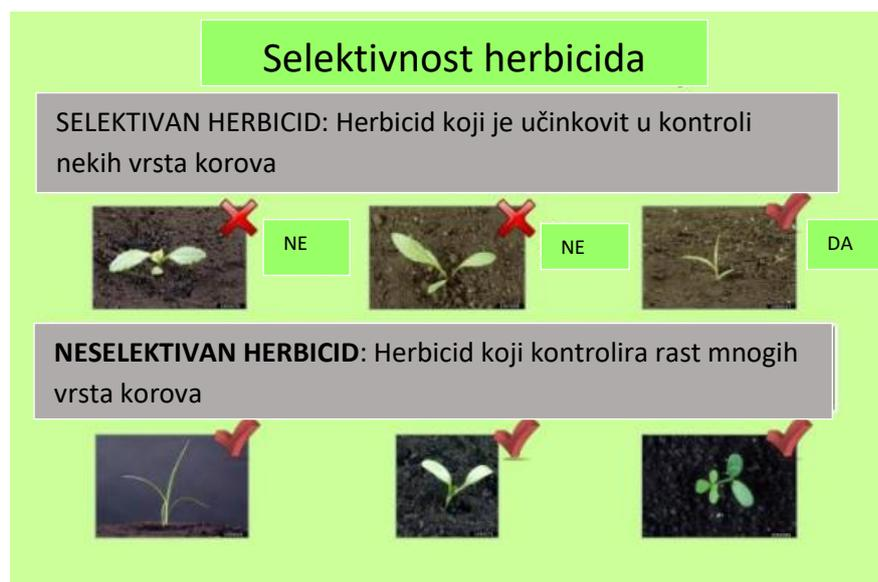 Selektivnost herbicida
SELEKTIVAN HERBICID: Herbicid koji je učinkovit u kontroli
nekih vrsta korova
NE
NE
DA
NESELEKTIVAN HERBICID: Herbicid koji kontrolira rast mnogih
vrsta korova